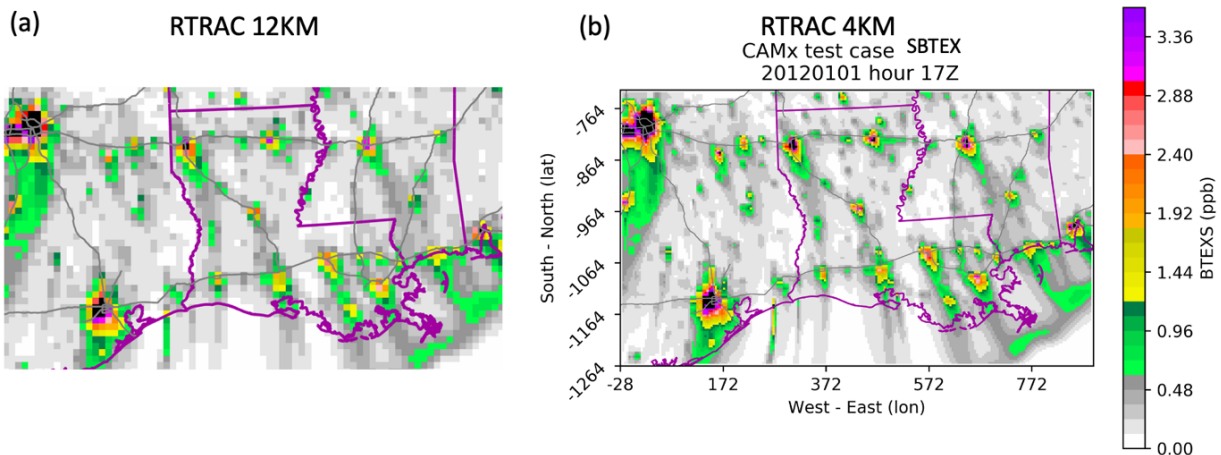 (a)
RTRAC 12KM
(b)
RTRAC 4KM
CAMx test case SBTEX
20120101 hour 17Z
South - North (lat)
-764
-864
-964
-1064
-1164
-1264
-28
172
372
572
772
West - East (lon)
3.36
2.88
2.40
1.92
1.44
0.96
0.48
0.00
BTEXS (ppb)